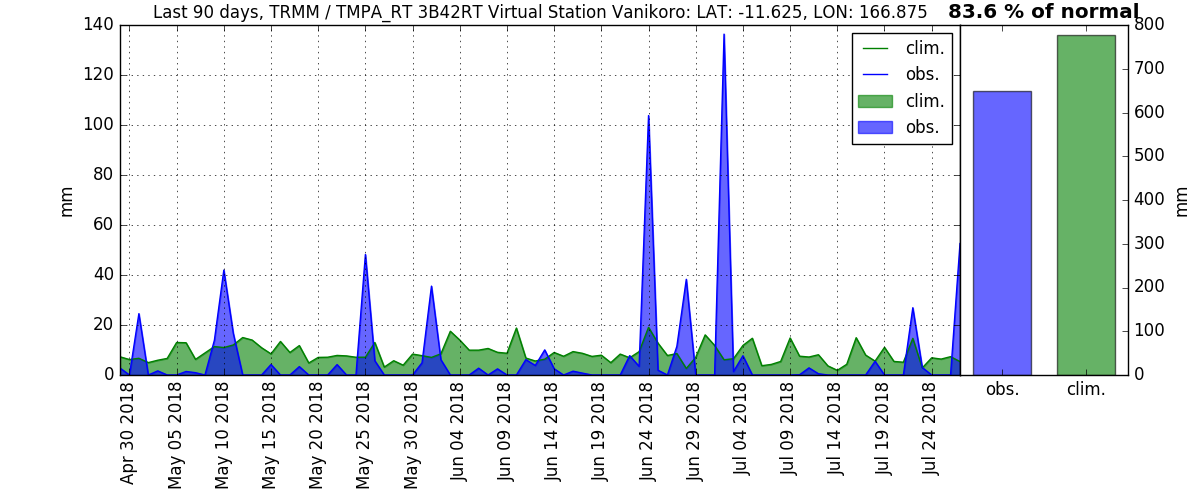 Last 90 days, TRMM / TMPA_RT 3B42RT Virtual Station Vanikoro: LAT: -11.625, LON: 166.875
83.6 % of normal
mm
140
120
100
80
60
40
20
0
clim.
obs.
clim.
obs.
Apr 30 2018
May 05 2018
May 10 2018
May 15 2018
May 20 2018
May 25 2018
May 30 2018
Jun 04 2018
Jun 09 2018
Jun 14 2018
Jun 19 2018
Jun 24 2018
Jun 29 2018
Jul 04 2018
Jul 09 2018
Jul 14 2018
Jul 19 2018
Jul 24 2018
800
700
600
500
400
300
200
100
0
mm
obs.
clim.